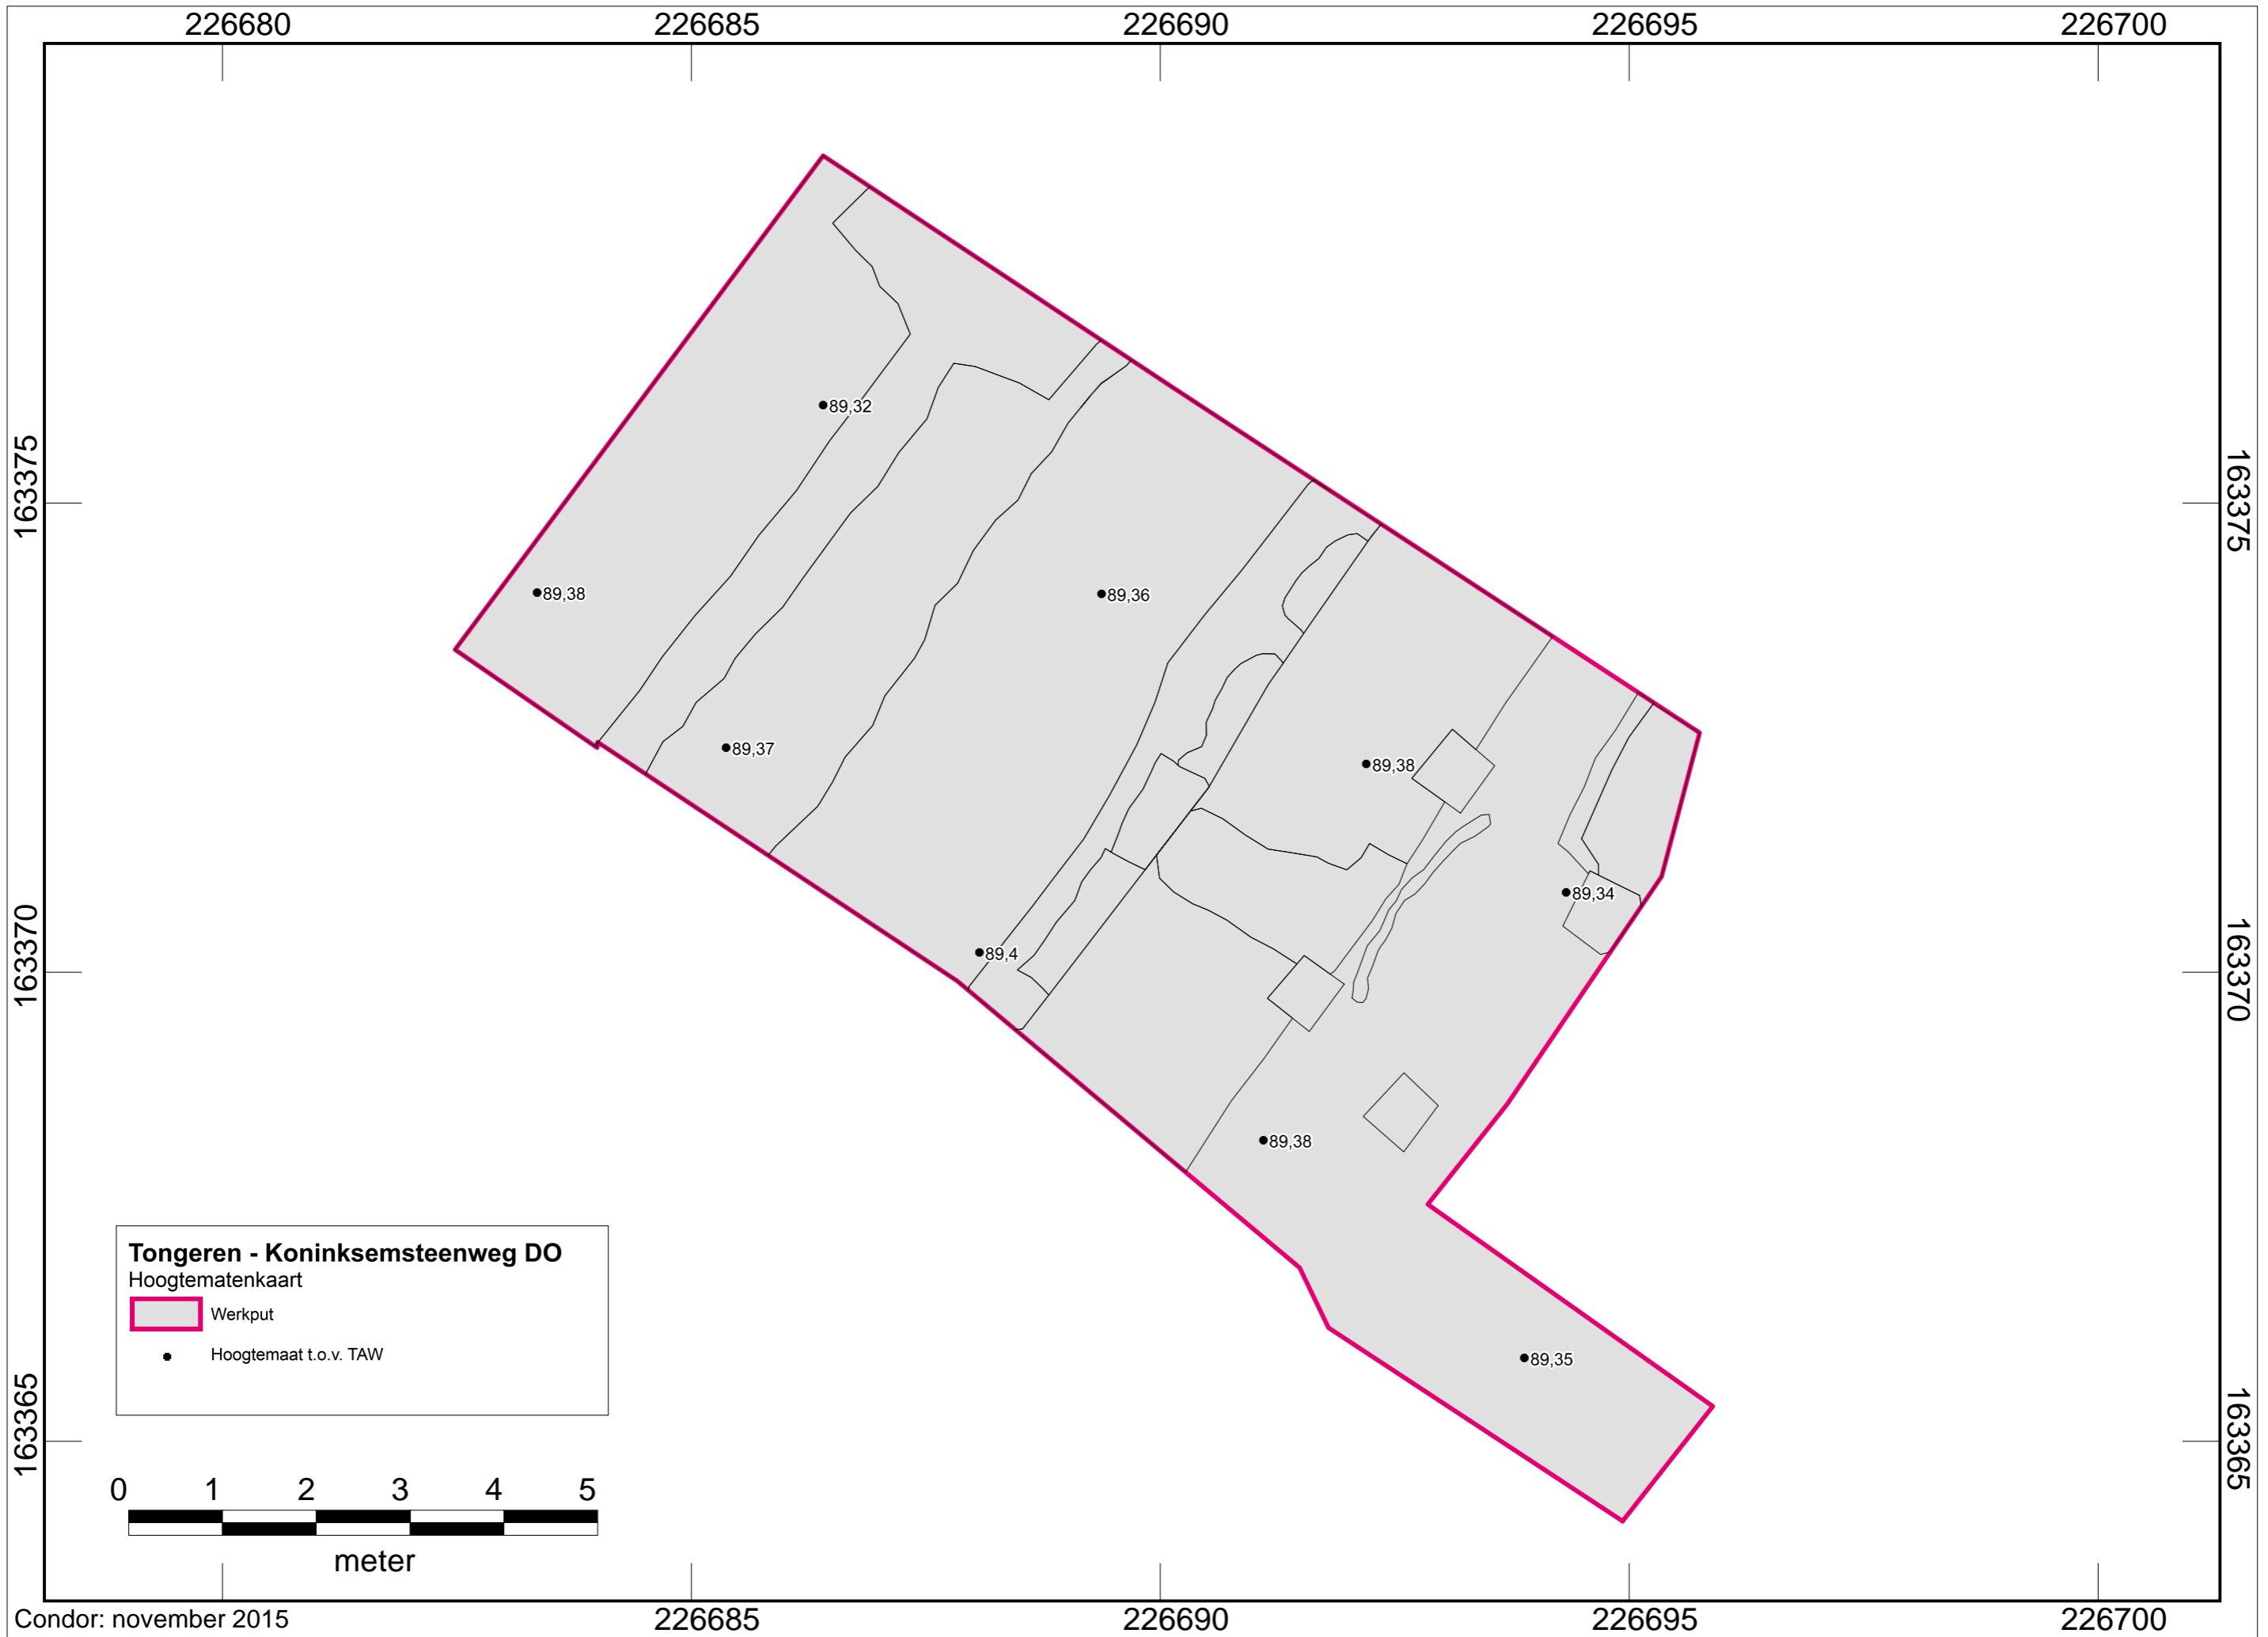 226680 226685 226690 226695 226700
163375 163375
163370 163370
163365 163365
89,32
89,38
89,36
89,37
89,38
89,34
89,4
89,38
89,35
Tongeren - Koninksemsteenweg DO
Hoogtematenkaart
Werkput
Hoogtemaat t.o.v. TAW
0 1 2 3 4 5
meter
Condor: november 2015
226685 226690 226695 226700